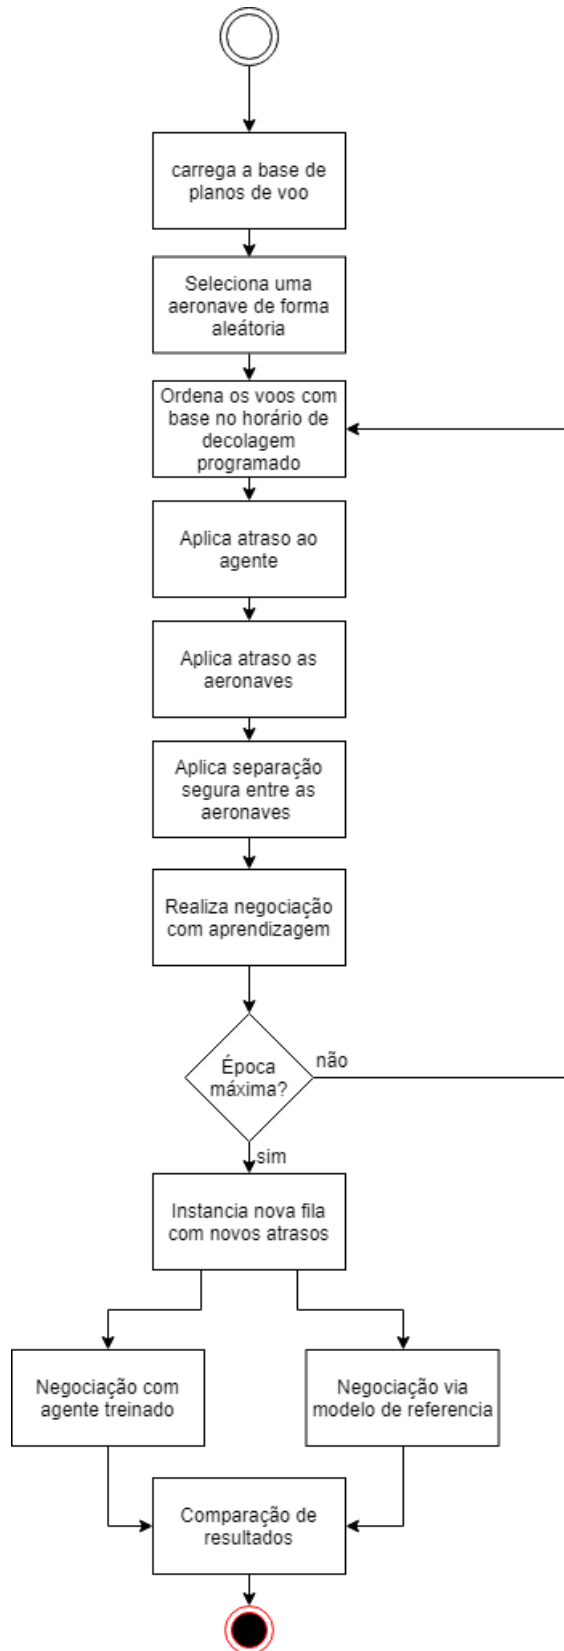 carrega a base de
planos de voo
Seleciona uma
aeronave de forma
aleátoria
Ordena os voos com
base no horário de
decolagem
programado
Aplica atraso ao
agente
Aplica atraso as
aeronaves
Aplica separação
segura entre as
aeronaves
Realiza negociação
com aprendizagem
Época
máxima?
não
sim
Instancia nova fila
com novos atrasos
Negociação com
agente treinado
Negociação via
modelo de referencia
Comparação de
resultados